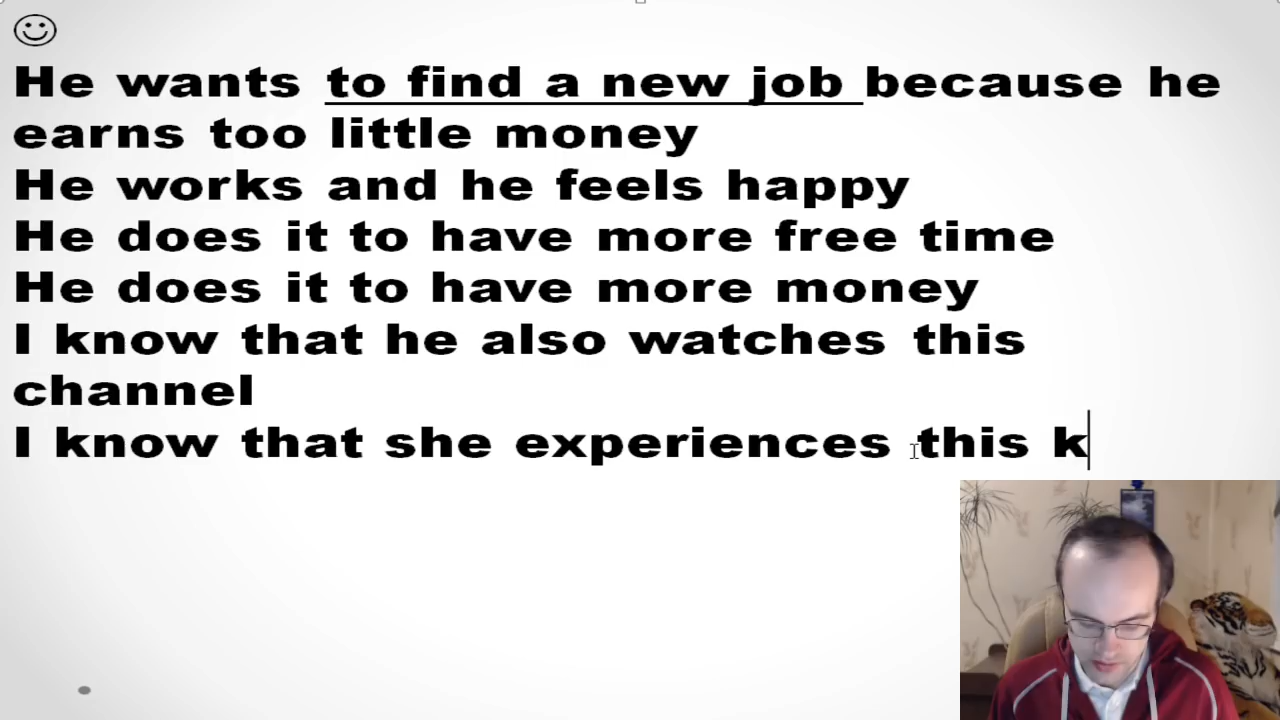 He wants to find a new job because he
earns too little money
He works and he feels happy
He does it to have more free time
He does it to have more money
I know that he also watches this
channel
I know that she experiences this k